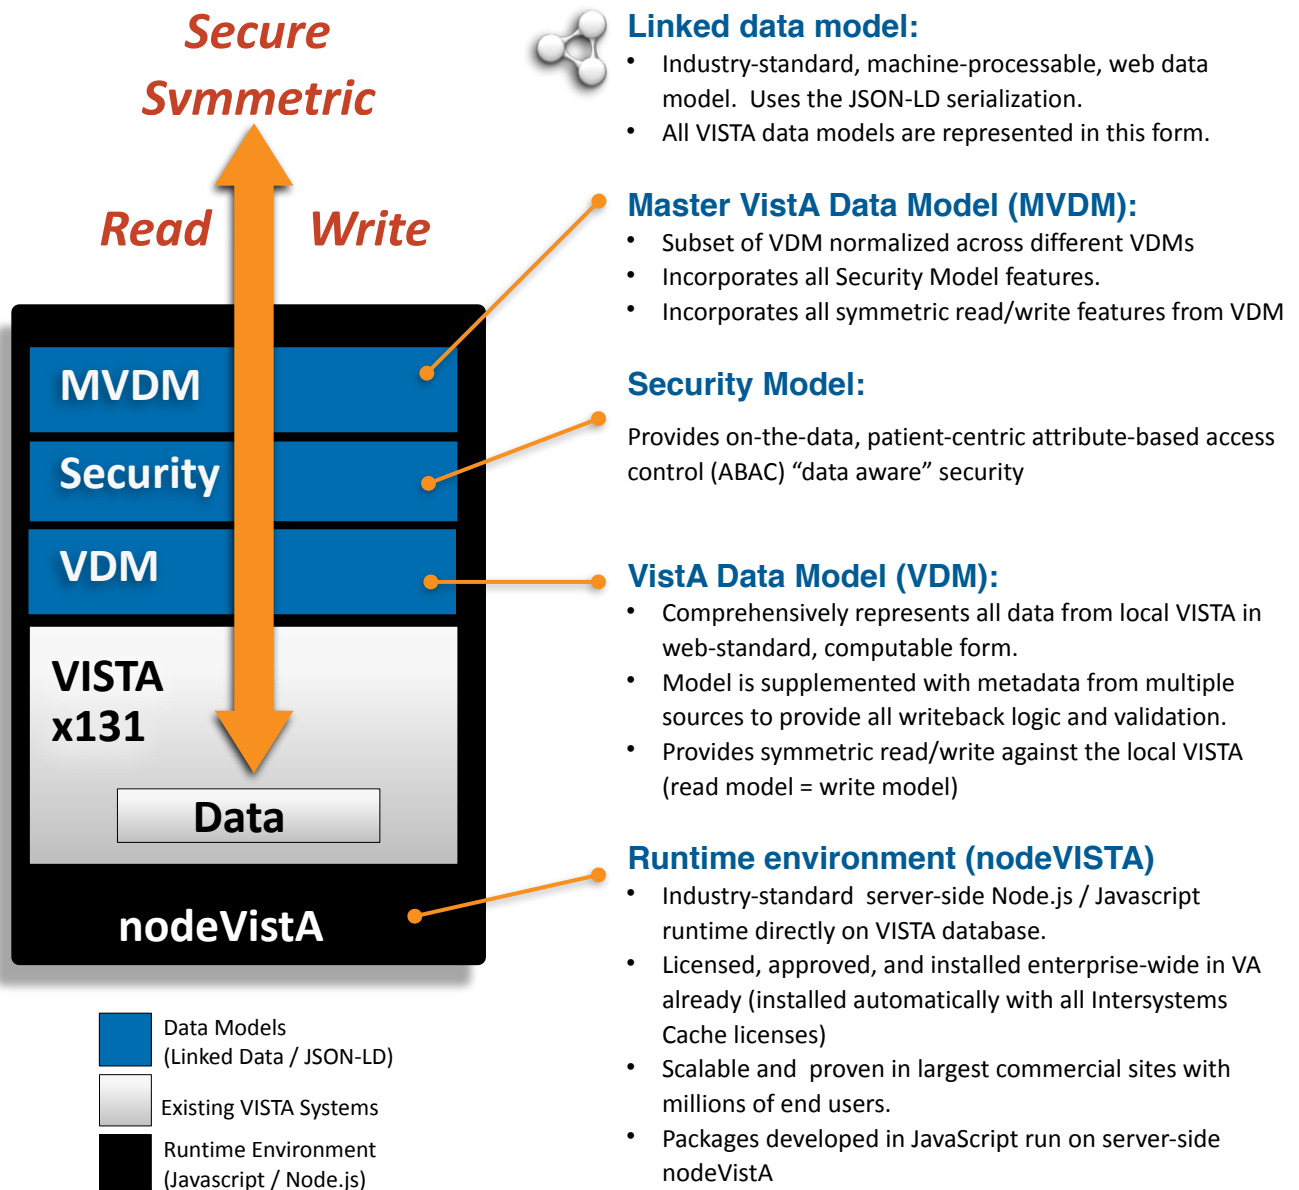 Secure
Symmetric
Read Write
MVDM
Security
VDM
VISTA
x131
Data
nodeVistA
Data Models
(Linked Data / JSON-LD)
Existing VISTA Systems
Runtime Environment
(Javascript / Node.js)
Linked data model:
• Industry-standard, machine-processable, web data
model. Uses the JSON-LD serialization.
• All VISTA data models are represented in this form.
Master VistA Data Model (MVDM):
• Subset of VDM normalized across different VDMs
• Incorporates all Security Model features.
• Incorporates all symmetric read/write features from VDM
Security Model:
Provides on-the-data, patient-centric attribute-based access
control (ABAC) “data aware” security
VistA Data Model (VDM):
• Comprehensively represents all data from local VISTA in
web-standard, computable form.
• Model is supplemented with metadata from multiple
sources to provide all writeback logic and validation.
• Provides symmetric read/write against the local VISTA
(read model = write model)
Runtime environment (nodeVISTA)
• Industry-standard server-side Node.js / Javascript
runtime directly on VISTA database.
• Licensed, approved, and installed enterprise-wide in VA
already (installed automatically with all Intersystems
Cache licenses)
• Scalable and proven in largest commercial sites with
millions of end users.
• Packages developed in JavaScript run on server-side
nodeVistA